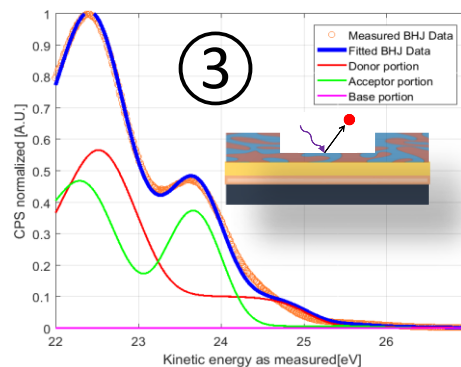 Measured BHJ Data
Fitted BHJ Data
Donor portion
Acceptor portion
Base portion
3
CPS normalized [A.U.]
1
0.9
0.8
0.7
0.6
0.5
0.4
0.3
0.2
0.1
0
22
23
24
25
26
Kinetic energy as measured[eV]